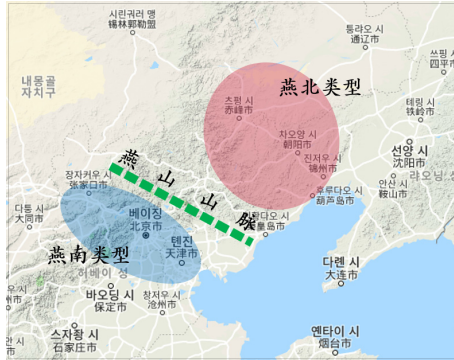 시린궈러 맹
锡林郭勒盟
퉁랴오 시
通辽市
쓰핑 시
四平市
내몽골
자치구
燕北类型
츠펑 시
赤峰市
톄링 시
铁岭市
차오양 시
朝阳市
선양 시
沈阳市
진저우 시
锦州市
랴오닝
안산 시
鞍山市
후루다오 시
葫芦岛市
燕山山脉
장자커우 시
张家口市
다퉁 시
大同市
베이징
北京市
톈진
天津市
燕南类型
허베이 성
바오딩 시
保定市
창저우 시
沧州市
다롄 시
大连市
스자좡 시
石家庄市
옌타이 시
烟台市